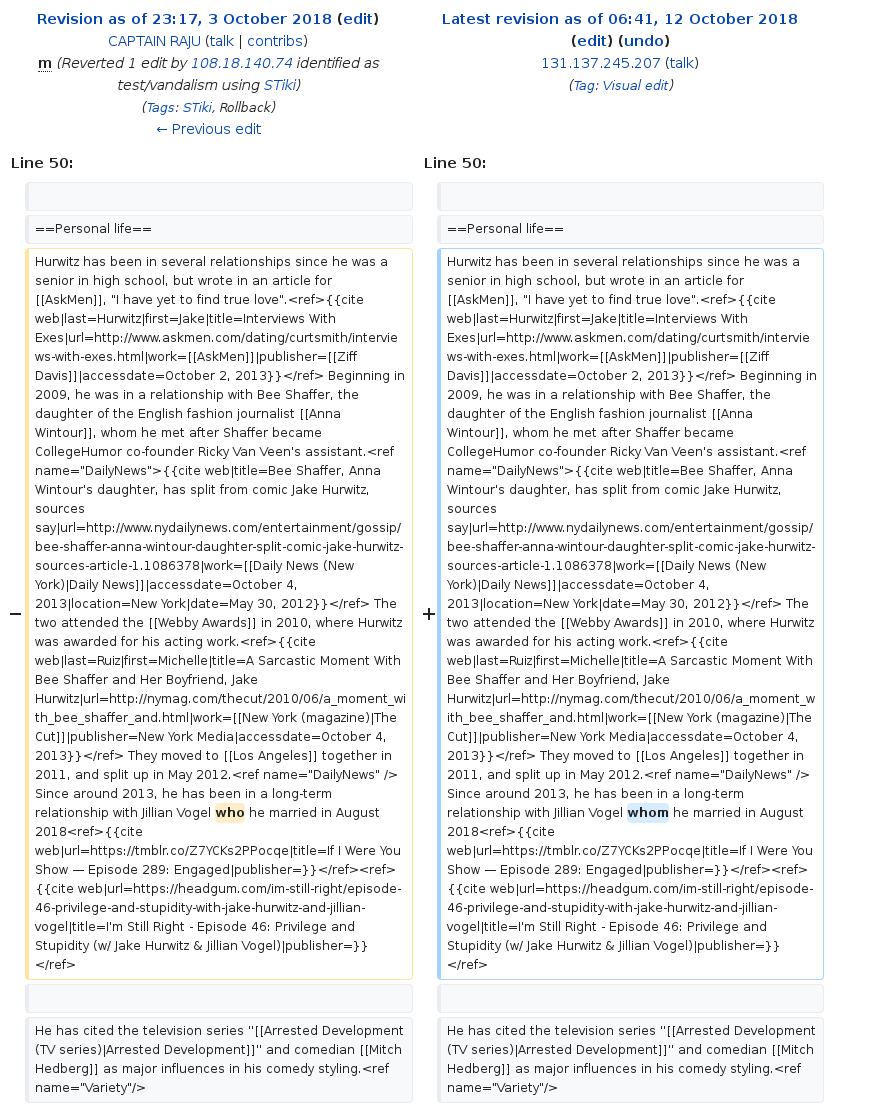 Revision as of 23:17, 3 October 2018 (edit)
CAPTAIN RAJU (talk | contribs)
m (Reverted 1 edit by 108.18.140.74 identified as
test/vandalism using STiki)
(Tags: STiki, Rollback)
← Previous edit
Latest revision as of 06:41, 12 October 2018
(edit) (undo)
131.137.245.207 (talk)
(Tag: Visual edit)
Line 50:
Line 50:
==Personal life==
==Personal life==
−
Hurwitz has been in several relationships since he was a
senior in high school, but wrote in an article for
[[AskMen]], "I have yet to find true love".<ref>{{cite
web|last=Hurwitz|first=Jake|title=Interviews With
Exes|url=http://www.askmen.com/dating/curtsmith/intervie
ws-with-exes.html|work=[[AskMen]]|publisher=[[Ziff
Davis]]|accessdate=October 2, 2013}}</ref> Beginning in
2009, he was in a relationship with Bee Shaffer, the
daughter of the English fashion journalist [[Anna
Wintour]], whom he met after Shaffer became
CollegeHumor co-founder Ricky Van Veen's assistant.<ref
name="DailyNews">{{cite web|title=Bee Shaffer, Anna
Wintour's daughter, has split from comic Jake Hurwitz,
sources
say|url=http://www.nydailynews.com/entertainment/gossip/
bee-shaffer-anna-wintour-daughter-split-comic-jake-hurwitz-
sources-article-1.1086378|work=[[Daily News (New
York)|Daily News]]|accessdate=October 4,
2013|location=New York|date=May 30, 2012}}</ref> The
two attended the [[Webby Awards]] in 2010, where Hurwitz
was awarded for his acting work.<ref>{{cite
web|last=Ruiz|first=Michelle|title=A Sarcastic Moment With
Bee Shaffer and Her Boyfriend, Jake
Hurwitz|url=http://nymag.com/thecut/2010/06/a_moment_wi
th_bee_shaffer_and.html|work=[[New York (magazine)|The
Cut]]|publisher=New York Media|accessdate=October 4,
2013}}</ref> They moved to [[Los Angeles]] together in
2011, and split up in May 2012.<ref name="DailyNews" />
Since around 2013, he has been in a long-term
relationship with Jillian Vogel who he married in August
2018<ref>{{cite
web|url=https://tmblr.co/Z7YCKs2PPocqe|title=If I Were You
Show — Episode 289: Engaged|publisher=}}</ref><ref>
{{cite web|url=https://headgum.com/im-still-right/episode-
46-privilege-and-stupidity-with-jake-hurwitz-and-jillian-
vogel|title=I'm Still Right - Episode 46: Privilege and
Stupidity (w/ Jake Hurwitz & Jillian Vogel)|publisher=}}
</ref>
+
Hurwitz has been in several relationships since he was a
senior in high school, but wrote in an article for
[[AskMen]], "I have yet to find true love".<ref>{{cite
web|last=Hurwitz|first=Jake|title=Interviews With
Exes|url=http://www.askmen.com/dating/curtsmith/intervie
ws-with-exes.html|work=[[AskMen]]|publisher=[[Ziff
Davis]]|accessdate=October 2, 2013}}</ref> Beginning in
2009, he was in a relationship with Bee Shaffer, the
daughter of the English fashion journalist [[Anna
Wintour]], whom he met after Shaffer became
CollegeHumor co-founder Ricky Van Veen's assistant.<ref
name="DailyNews">{{cite web|title=Bee Shaffer, Anna
Wintour's daughter, has split from comic Jake Hurwitz,
sources
say|url=http://www.nydailynews.com/entertainment/gossip/
bee-shaffer-anna-wintour-daughter-split-comic-jake-hurwitz-
sources-article-1.1086378|work=[[Daily News (New
York)|Daily News]]|accessdate=October 4,
2013|location=New York|date=May 30, 2012}}</ref> The
two attended the [[Webby Awards]] in 2010, where Hurwitz
was awarded for his acting work.<ref>{{cite
web|last=Ruiz|first=Michelle|title=A Sarcastic Moment With
Bee Shaffer and Her Boyfriend, Jake
Hurwitz|url=http://nymag.com/thecut/2010/06/a_moment_w
ith_bee_shaffer_and.html|work=[[New York (magazine)|The
Cut]]|publisher=New York Media|accessdate=October 4,
2013}}</ref> They moved to [[Los Angeles]] together in
2011, and split up in May 2012.<ref name="DailyNews" />
Since around 2013, he has been in a long-term
relationship with Jillian Vogel whom he married in August
2018<ref>{{cite
web|url=https://tmblr.co/Z7YCKs2PPocqe|title=If I Were You
Show — Episode 289: Engaged|publisher=}}</ref><ref>
{{cite web|url=https://headgum.com/im-still-right/episode-
46-privilege-and-stupidity-with-jake-hurwitz-and-jillian-
vogel|title=I'm Still Right - Episode 46: Privilege and
Stupidity (w/ Jake Hurwitz & Jillian Vogel)|publisher=}}
</ref>
He has cited the television series ''[[Arrested Development
(TV series)|Arrested Development]]'' and comedian [[Mitch
Hedberg]] as major influences in his comedy styling.<ref
name="Variety"/>
He has cited the television series ''[[Arrested Development
(TV series)|Arrested Development]]'' and comedian [[Mitch
Hedberg]] as major influences in his comedy styling.<ref
name="Variety"/>